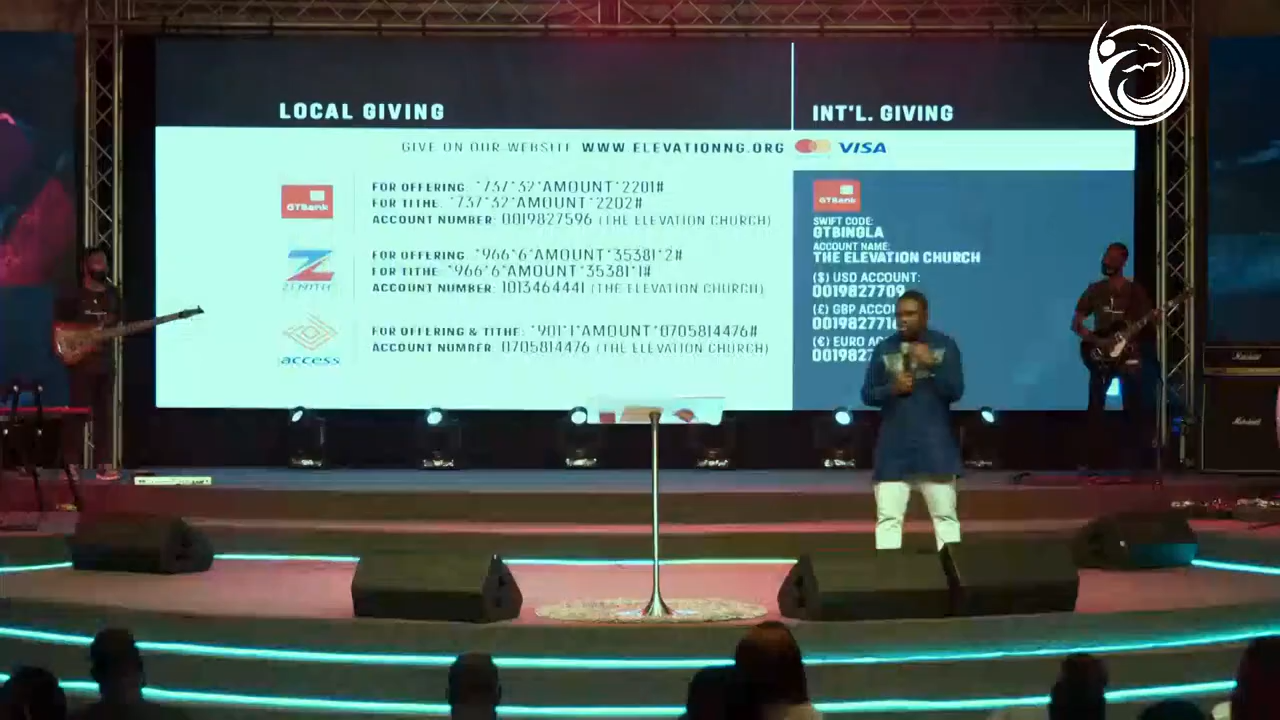 LOCAL GIVING
INT'L. GIVING
GIVE ON OUR WEBSITE WWW ELEVATIONNG.ORG
VISA
GTBank
FOR OFFERING: *737*32*AMOUNT*2201#
FOR TITHE: *737*32*AMOUNT*2202#
ACCOUNT NUMBER: 0019827596 (THE ELEVATION CHURCH)
ZENITH
FOR OFFERING: *966*6*AMOUNT*35381*2#
FOR TITHE: *966*6*AMOUNT*35381*1#
ACCOUNT NUMBER: 1013464441 (THE ELEVATION CHURCH)
access
FOR OFFERING & TITHE: *901*1*AMOUNT*0705814476#
ACCOUNT NUMBER: 0705814476 (THE ELEVATION CHURCH)
GTBank
SWIFT CODE:
GTBINGLA
ACCOUNT NAME:
THE ELEVATION CHURCH
($) USD ACCOUNT:
0019827709
(£) GBP
(€) EURO
Marshall
Marshall